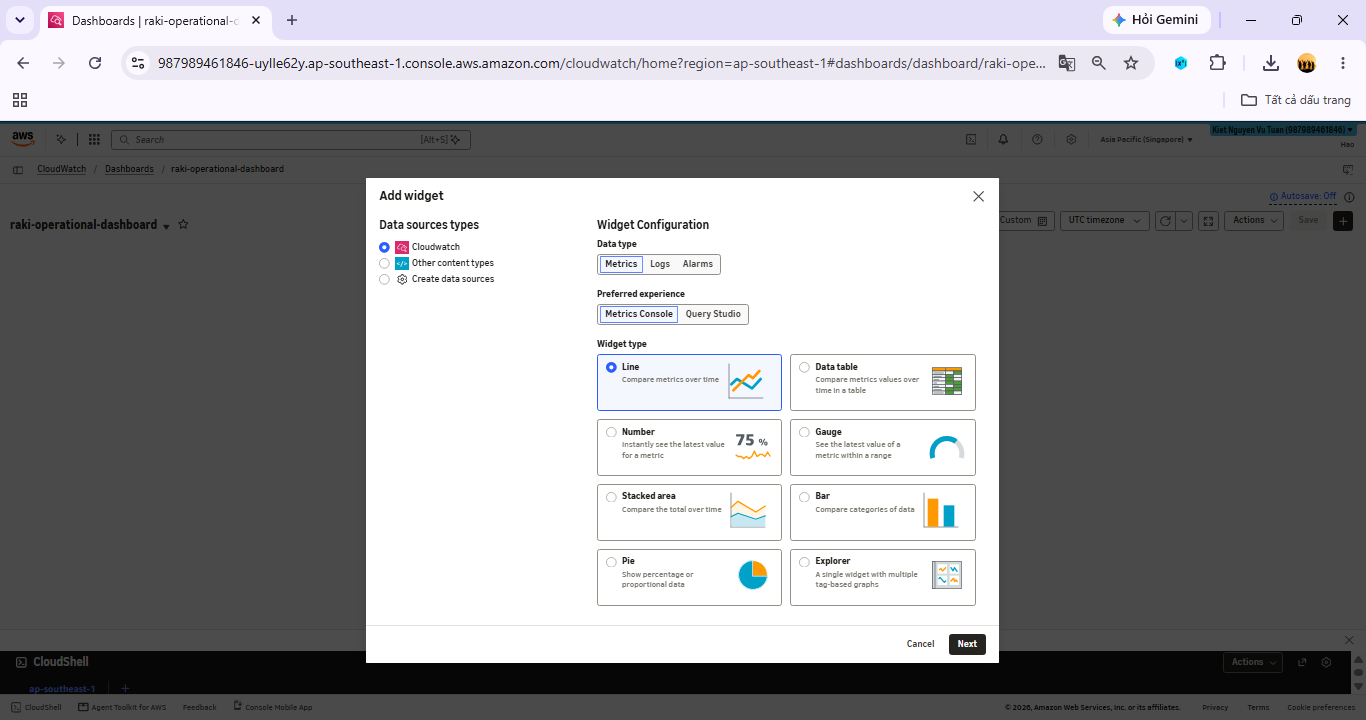 Dashboards | raki-operational-d
Hỏi Gemini
987989461846-uylle62y.ap-southeast-1.console.aws.amazon.com/cloudwatch/home?region=ap-southeast-1#dashboards/dashboard/raki-ope...
Tất cả dấu trang
aws
Search
[Alt+S]
Asia Pacific (Singapore)
Kiet Nguyen Vu Tuan (987989461846)
Hao
CloudWatch / Dashboards / raki-operational-dashboard
Autosave: Off
raki-operational-dashboard
Custom
UTC timezone
Actions
Save
Add widget
Data sources types
Cloudwatch
Other content types
Create data sources
Widget Configuration
Data type
Metrics Logs Alarms
Preferred experience
Metrics Console Query Studio
Widget type
Line
Compare metrics over time
Data table
Compare metrics values over
time in a table
Number
Instantly see the latest value
for a metric
75 %
Gauge
See the latest value of a
metric within a range
Stacked area
Compare the total over time
Bar
Compare categories of data
Pie
Show percentage or
proportional data
Explorer
A single widget with multiple
tag-based graphs
Cancel
Next
CloudShell
Actions
ap-southeast-1
CloudShell
Agent Toolkit for AWS
Feedback
Console Mobile App
© 2026, Amazon Web Services, Inc. or its affiliates.
Privacy
Terms
Cookie preferences